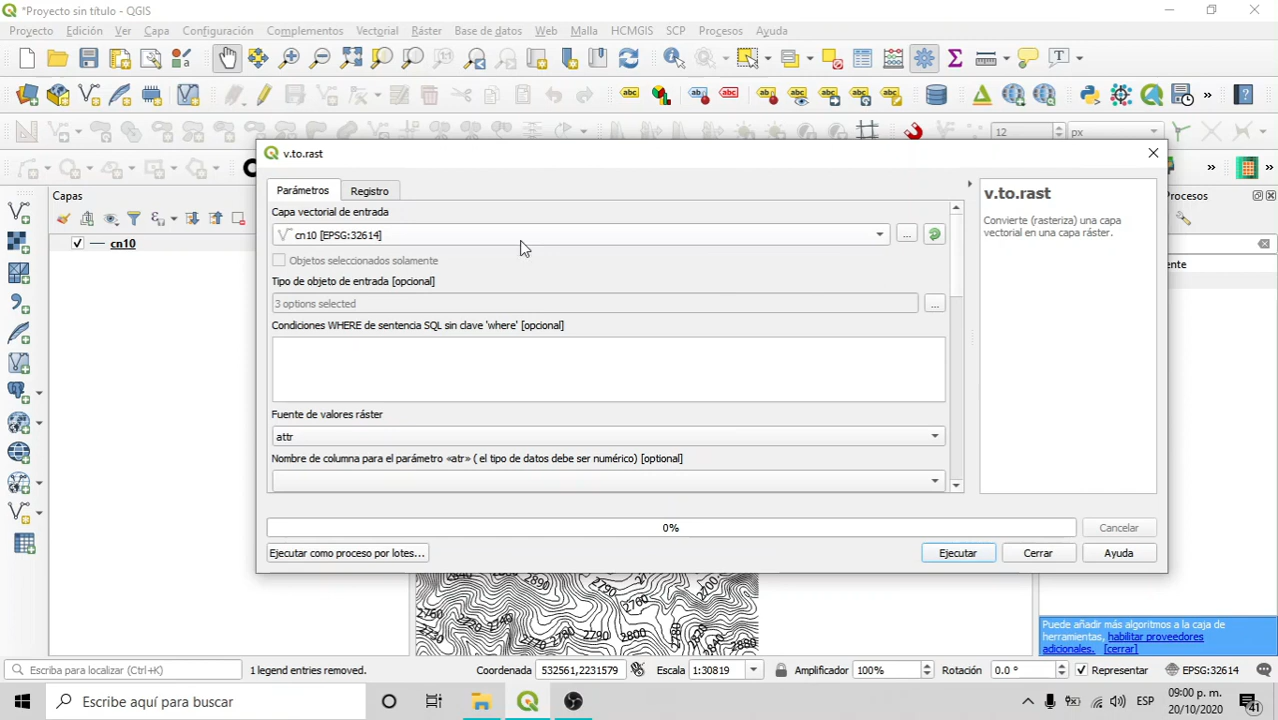 *Proyecto sin título - QGIS
Proyecto Edición Ver Capa Configuración Complementos Vectorial Ráster Base de datos Web Malla HCMGIS SCP Procesos Ayuda
12 px
v.to.rast
Capas
cn10
Parámetros Registro
Capa vectorial de entrada
cn10 [EPSG:32614]
Objetos seleccionados solamente
Tipo de objeto de entrada [opcional]
3 options selected
Condiciones WHERE de sentencia SQL sin clave 'where' [opcional]
Fuente de valores ráster
attr
Nombre de columna para el parámetro «atr» ( el tipo de datos debe ser numérico) [optional]
0%
Cancelar
Ejecutar como proceso por lotes...
Ejecutar Cerrar Ayuda
v.to.rast
Convierte (rasteriza) una capa
vectorial en una capa ráster.
Procesos
ente
2840 2890 2700
2760 2790 2800
Puede añadir más algoritmos a la caja de
herramientas, habilitar proveedores
adicionales. [cerrar]
Escriba para localizar (Ctrl+K) 1 legend entries removed. Coordenada 532561,2231579 Escala 1:30819 Amplificador 100% Rotación 0.0 ° Representar EPSG:32614
Escribe aquí para buscar
ESP
09:00 p. m.
20/10/2020
41